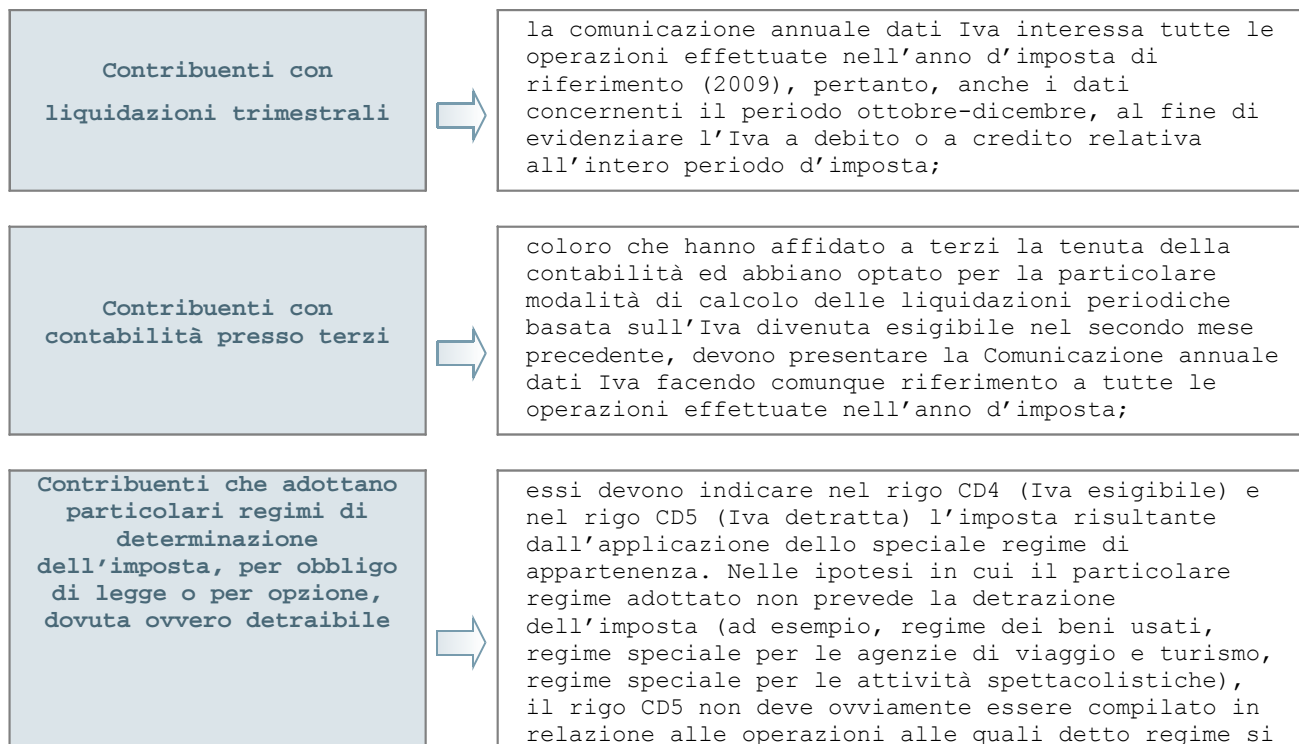 Contribuenti con
liquidazioni trimestrali
la comunicazione annuale dati Iva interessa tutte le
operazioni effettuate nell’anno d’imposta di
riferimento (2009), pertanto, anche i dati
concernenti il periodo ottobre-dicembre, al fine di
evidenziare l’Iva a debito o a credito relativa
all’intero periodo d’imposta;
Contribuenti con
contabilità presso terzi
coloro che hanno affidato a terzi la tenuta della
contabilità ed abbiano optato per la particolare
modalità di calcolo delle liquidazioni periodiche
basata sull’Iva divenuta esigibile nel secondo mese
precedente, devono presentare la Comunicazione annuale
dati Iva facendo comunque riferimento a tutte le
operazioni effettuate nell’anno d’imposta;
Contribuenti che adottano
particolari regimi di
determinazione
dell’imposta, per obbligo
di legge o per opzione,
dovuta ovvero detraibile
essi devono indicare nel rigo CD4 (Iva esigibile) e
nel rigo CD5 (Iva detratta) l’imposta risultante
dall’applicazione dello speciale regime di
appartenenza. Nelle ipotesi in cui il particolare
regime adottato non prevede la detrazione
dell’imposta (ad esempio, regime dei beni usati,
regime speciale per le agenzie di viaggio e turismo,
regime speciale per le attività spettacolistiche),
il rigo CD5 non deve ovviamente essere compilato in
relazione alle operazioni alle quali detto regime si